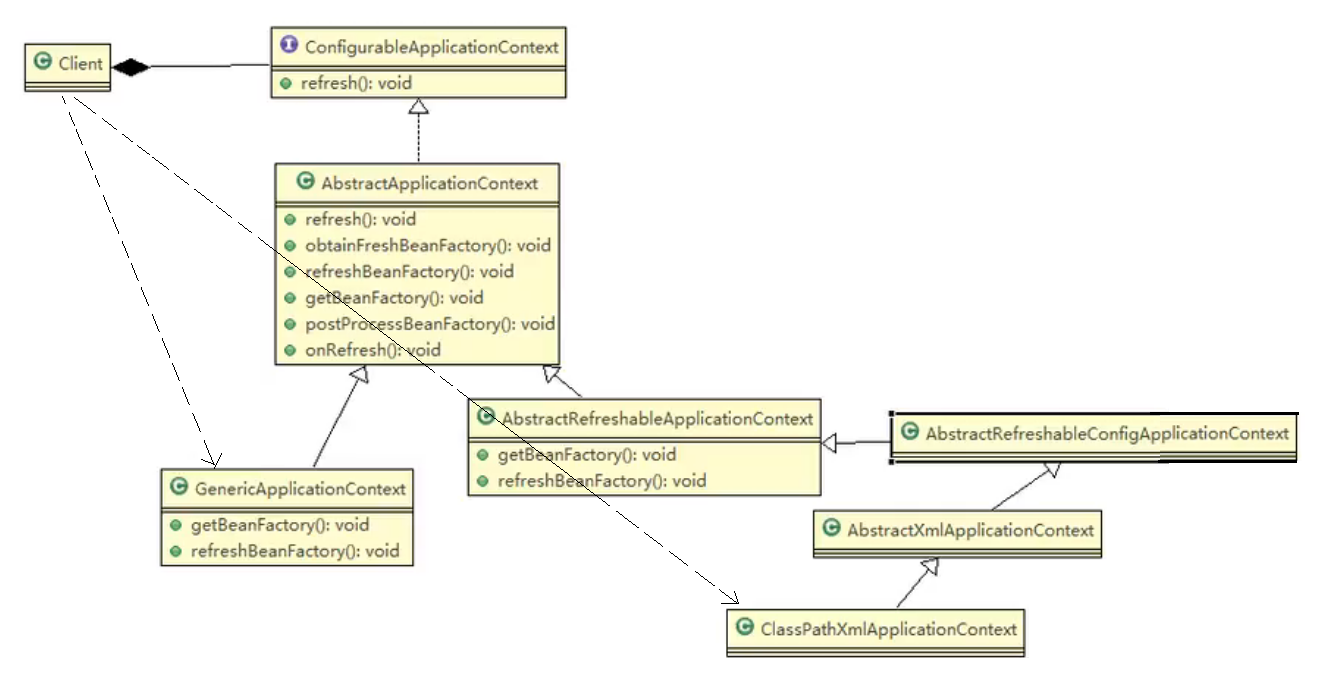 Client
I ConfigurableApplicationContext
refresh(): void
C AbstractApplicationContext
refresh(): void
obtainFreshBeanFactory(): void
refreshBeanFactory(): void
getBeanFactory(): void
postProcessBeanFactory(): void
onRefresh(): void
C AbstractRefreshableApplicationContext
getBeanFactory(): void
refreshBeanFactory(): void
C AbstractRefreshableConfigApplicationContext
C GenericApplicationContext
getBeanFactory(): void
refreshBeanFactory(): void
C AbstractXmlApplicationContext
C ClassPathXmlApplicationContext